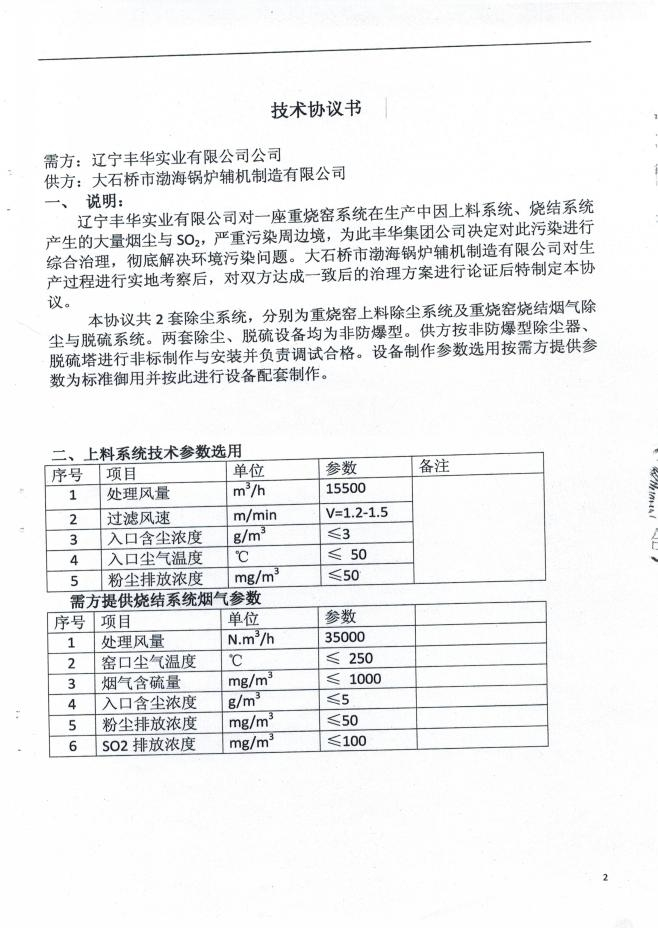 技术协议书
需方：辽宁丰华实业有限公司公司
供方：大石桥市渤海锅炉辅机制造有限公司
一、 说明：
辽宁丰华实业有限公司对一座重烧窑系统在生产中因上料系统、烧结系统
产生的大量烟尘与 SO₂，严重污染周边境，为此丰华集团公司决定对此污染进行
综合治理，彻底解决环境污染问题。大石桥市渤海锅炉辅机制造有限公司对生
产过程进行实地考察后，对双方达成一致后的治理方案进行论证后特制定本协
议。
本协议共 2 套除尘系统，分别为重烧窑上料除尘系统及重烧窑烧结烟气除
尘与脱硫系统。两套除尘、脱硫设备均为非防爆型。供方按非防爆型除尘器、
脱硫塔进行非标制作与安装并负责调试合格。设备制作参数选用按需方提供参
数为标准御用并按此进行设备配套制作。
二、上料系统技术参数选用
序号 项目 单位 参数 备注
1 处理风量 m³/h 15500
2 过滤风速 m/min V=1.2-1.5
3 入口含尘浓度 g/m³ ≤3
4 入口尘气温度 ℃ ≤ 50
5 粉尘排放浓度 mg/m³ ≤50
需方提供烧结系统烟气参数
序号 项目 单位 参数
1 处理风量 N.m³/h 35000
2 窑口尘气温度 ℃ ≤ 250
3 烟气含硫量 mg/m³ ≤ 1000
4 入口含尘浓度 g/m³ ≤5
5 粉尘排放浓度 mg/m³ ≤50
6 SO2 排放浓度 mg/m³ ≤100
2